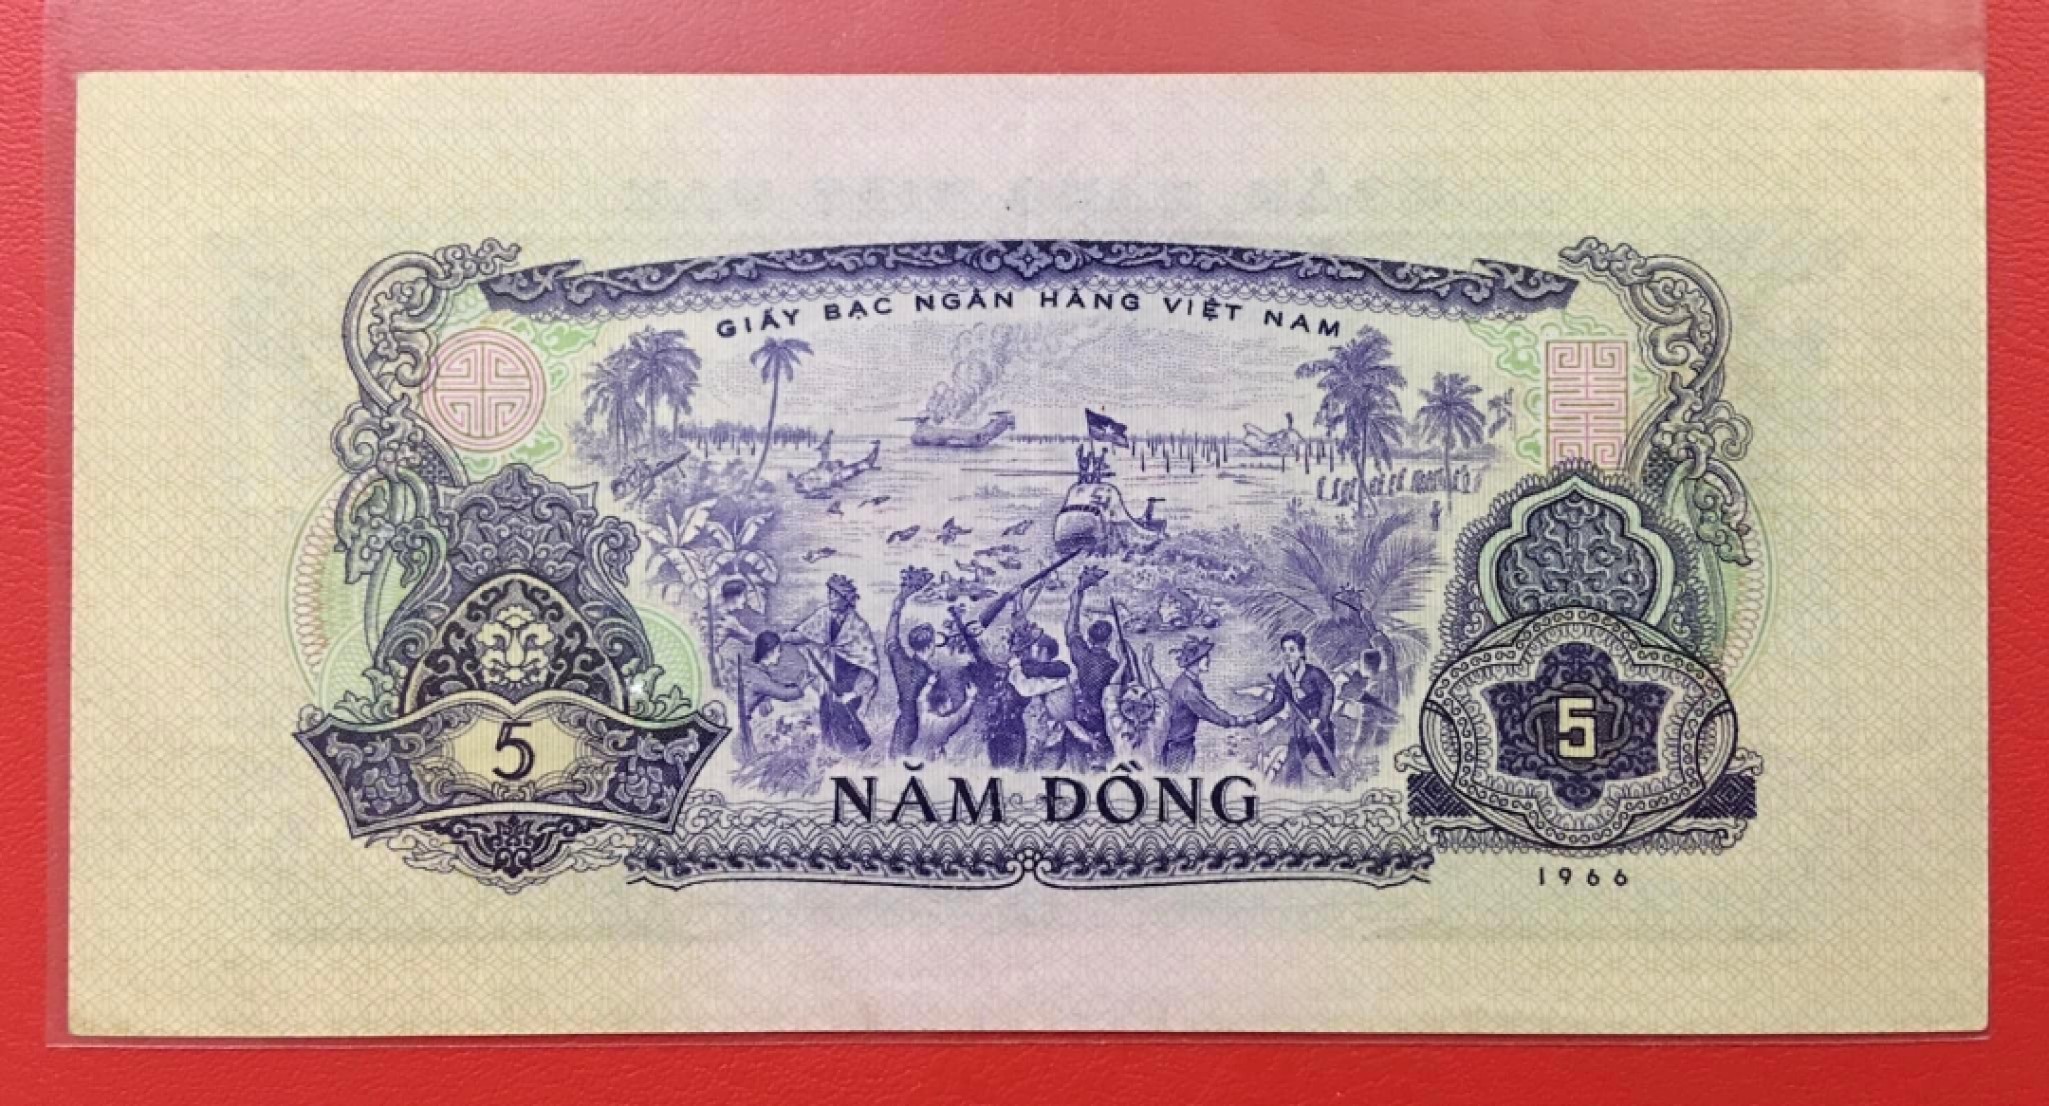 GIẤY BẠC NGÂN HÀNG VIỆT NAM
5
5
NĂM ĐỒNG
1966